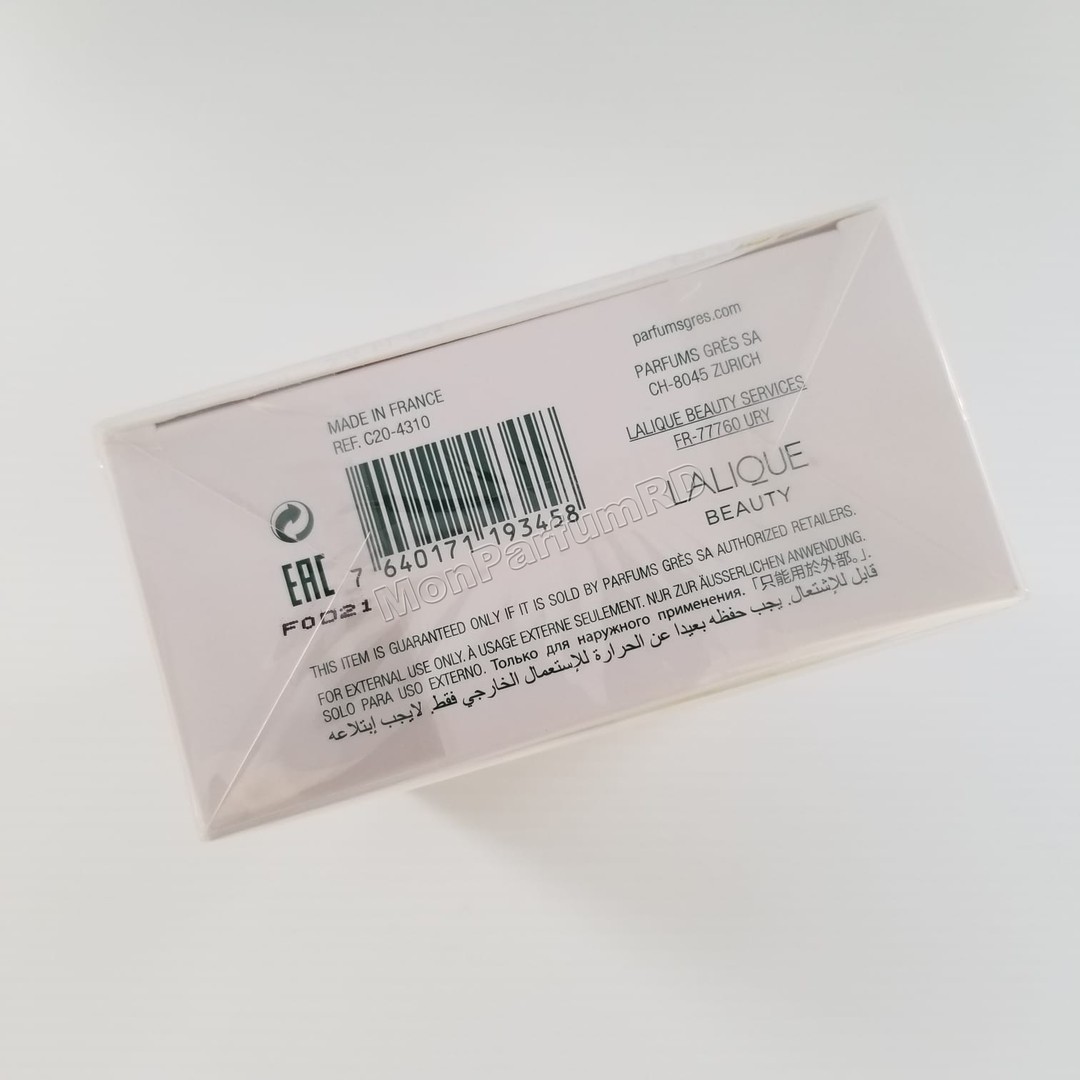 MADE IN FRANCE
REF. C20-4310
7 640171 193458
EAC
F0D21
parfumsgres.com
PARFUMS GRÈS SA
CH-8045 ZURICH
LALIQUE BEAUTY SERVICES
FR-77760 URY
LALIQUE
BEAUTY
MonParfumRD
THIS ITEM IS GUARANTEED ONLY IF IT IS SOLD BY PARFUMS GRÈS SA AUTHORIZED RETAILERS.
FOR EXTERNAL USE ONLY. À USAGE EXTERNE SEULEMENT. NUR ZUR ÄUSSERLICHEN ANWENDUNG.
SOLO PARA USO EXTERNO. Только для наружного применения. 「只能用於外部。」.
قابل للإشتعال. يجب حفظه بعيدا عن الحرارة للإستعمال الخارجي فقط. لايجب إبتلاعه